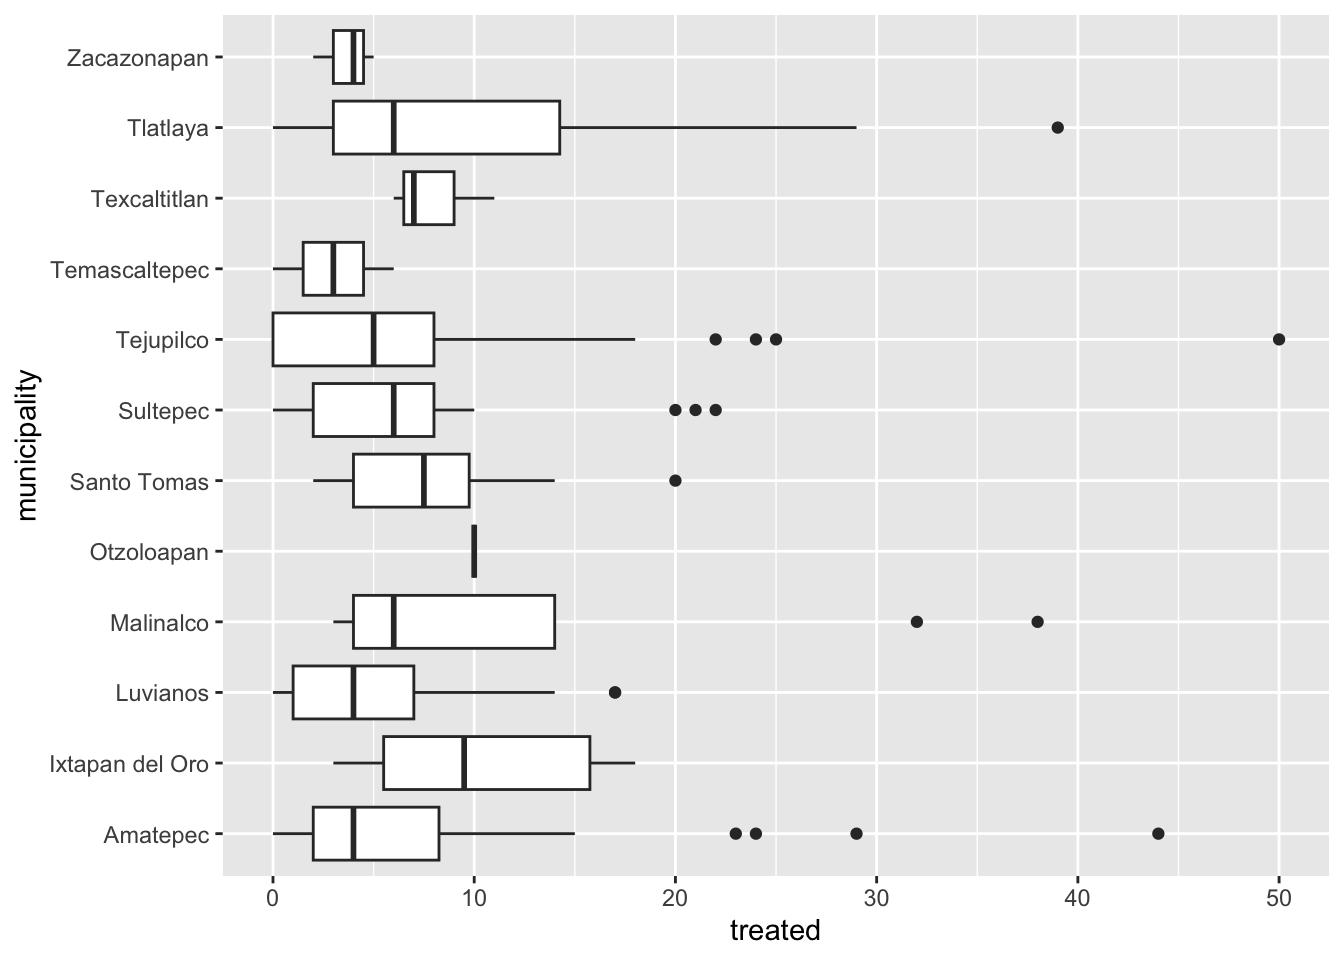 Zacazonapan
Tlatlaya
Texcaltitlan
Temascaltepec
Tejupilco
Sultepec
Santo Tomas
Otzoloapan
Malinalco
Luvianos
Ixtapan del Oro
Amatepec
municipality
0 10 20 30 40 50
treated